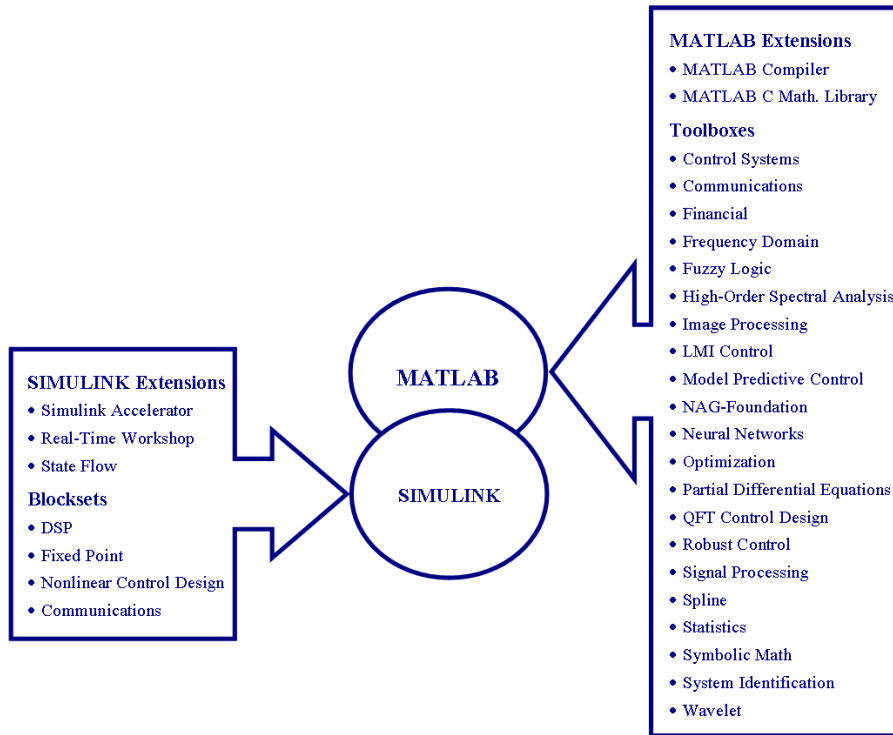 SIMULINK Extensions
• Simulink Accelerator
• Real-Time Workshop
• State Flow
Blocksets
• DSP
• Fixed Point
• Nonlinear Control Design
• Communications
MATLAB
SIMULINK
MATLAB Extensions
• MATLAB Compiler
• MATLAB C Math. Library
Toolboxes
• Control Systems
• Communications
• Financial
• Frequency Domain
• Fuzzy Logic
• High-Order Spectral Analysis
• Image Processing
• LMI Control
• Model Predictive Control
• NAG-Foundation
• Neural Networks
• Optimization
• Partial Differential Equations
• QFT Control Design
• Robust Control
• Signal Processing
• Spline
• Statistics
• Symbolic Math
• System Identification
• Wavelet